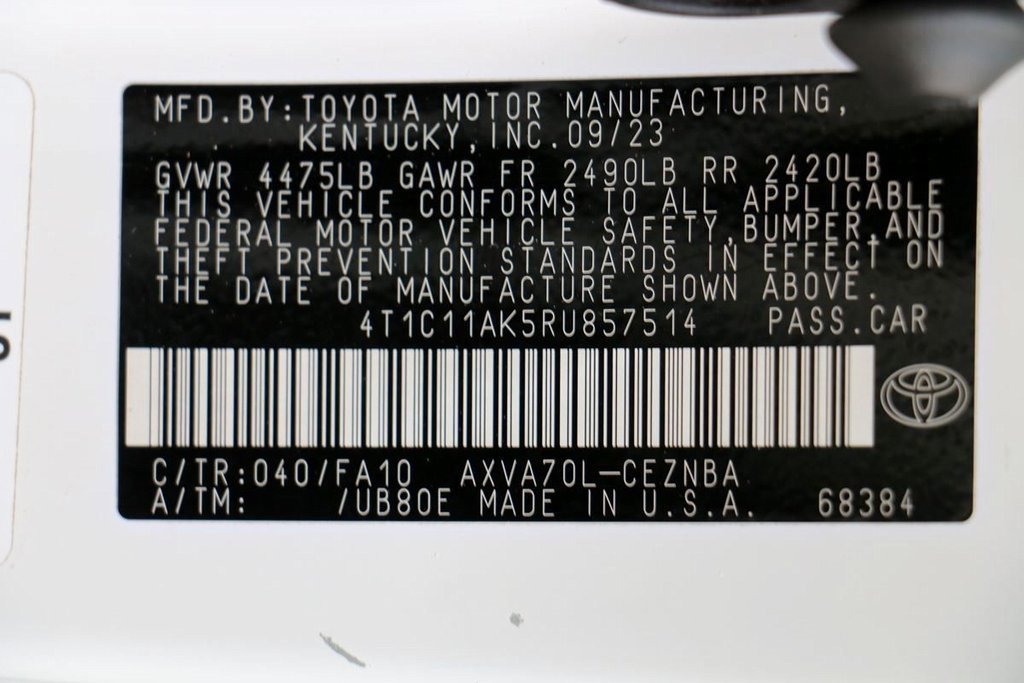 MFD.BY:TOYOTA MOTOR MANUFACTURING,
KENTUCKY,INC.09/23
GVWR 4475LB GAWR FR 2490LB RR 2420LB
THIS VEHICLE CONFORMS TO ALL APPLICABLE
FEDERAL MOTOR VEHICLE SAFETY,BUMPER,AND
THEFT PREVENTION STANDARDS IN EFFECT ON
THE DATE OF MANUFACTURE SHOWN ABOVE.
4T1C11AK5RU857514 PASS.CAR
C/TR:040/FA10 AXVA70L-CEZNBA
A/TM: /UB80E MADE IN U.S.A. 68384